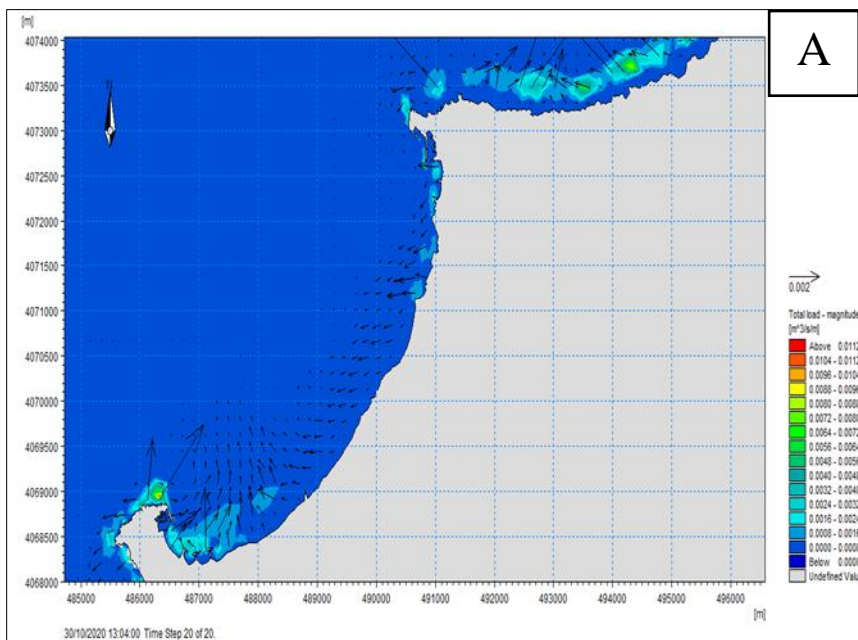 [m]
A
4074000
4073500
4073000
4072500
4072000
4071500
4071000
4070500
4070000
4069500
4069000
4068500
4068000
485000 486000 487000 488000 489000 490000 491000 492000 493000 494000 495000 496000
[m]
30/10/2020 13:04:00 Time Step 20 of 20.
0.002
Total load - magnitude
[m^3/s/m]
Above 0.0112
0.0104 - 0.0112
0.0096 - 0.0104
0.0088 - 0.0096
0.0080 - 0.0088
0.0072 - 0.0080
0.0064 - 0.0072
0.0056 - 0.0064
0.0048 - 0.0056
0.0040 - 0.0048
0.0032 - 0.0040
0.0024 - 0.0032
0.0016 - 0.0024
0.0008 - 0.0016
0.0000 - 0.0008
Below 0.0000
Undefined Valu